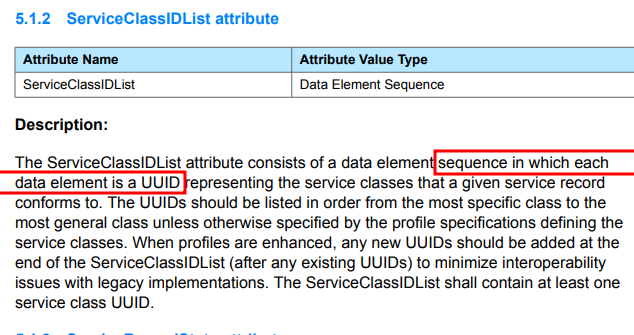 5.1.2 ServiceClassIDList attribute
Attribute Name Attribute Value Type
ServiceClassIDList Data Element Sequence
Description:
The ServiceClassIDList attribute consists of a data element sequence in which each
data element is a UUID representing the service classes that a given service record
conforms to. The UUIDs should be listed in order from the most specific class to the
most general class unless otherwise specified by the profile specifications defining the
service classes. When profiles are enhanced, any new UUIDs should be added at the
end of the ServiceClassIDList (after any existing UUIDs) to minimize interoperability
issues with legacy implementations. The ServiceClassIDList shall contain at least one
service class UUID.